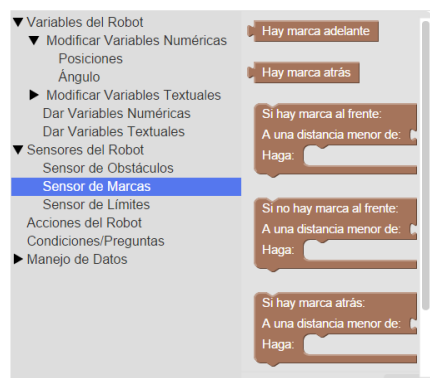 Variables del Robot
Modificar Variables Numéricas
Posiciones
Ángulo
Modificar Variables Textuales
Dar Variables Numéricas
Dar Variables Textuales
Sensores del Robot
Sensor de Obstáculos
Sensor de Marcas
Sensor de Límites
Acciones del Robot
Condiciones/Preguntas
Manejo de Datos
Hay marca adelante
Hay marca atrás
Si hay marca al frente:
A una distancia menor de:
Haga:
Si no hay marca al frente:
A una distancia menor de:
Haga:
Si hay marca atrás:
A una distancia menor de:
Haga: